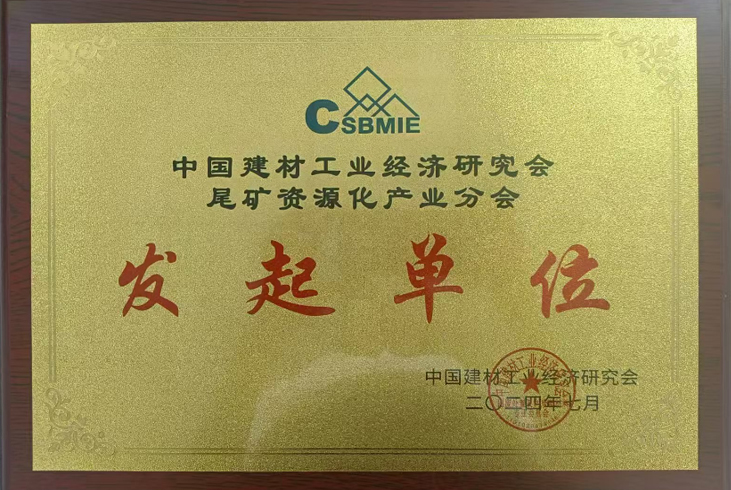 CSBMIE
中国建材工业经济研究会
尾矿资源化产业分会
发起单位
中国建材工业经济研究会
二〇二四年七月